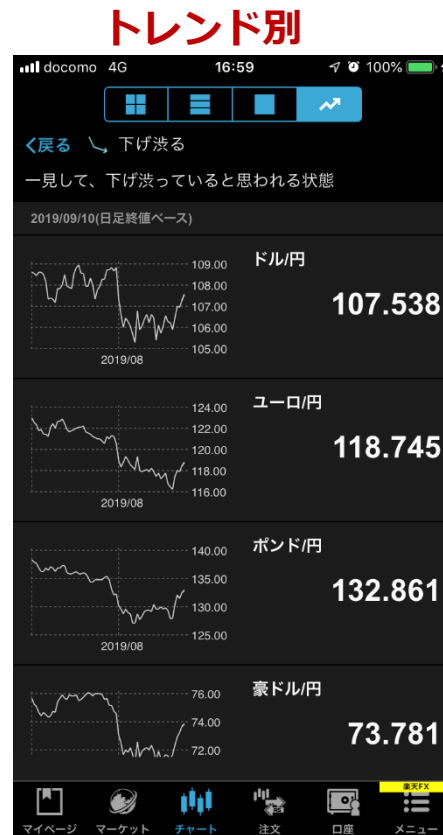 トレンド別
docomo 4G 16:59 100%
戻る 下げ渋る
一見して、下げ渋っていると思われる状態
2019/09/10(日足終値ベース)
ドル/円
109.00
108.00
107.00
106.00
105.00
2019/08
107.538
ユーロ/円
124.00
122.00
120.00
118.00
116.00
2019/08
118.745
ポンド/円
140.00
135.00
130.00
125.00
2019/08
132.861
豪ドル/円
76.00
74.00
72.00
73.781
楽天FX
マイページ マーケット チャート 注文 口座 メニュー